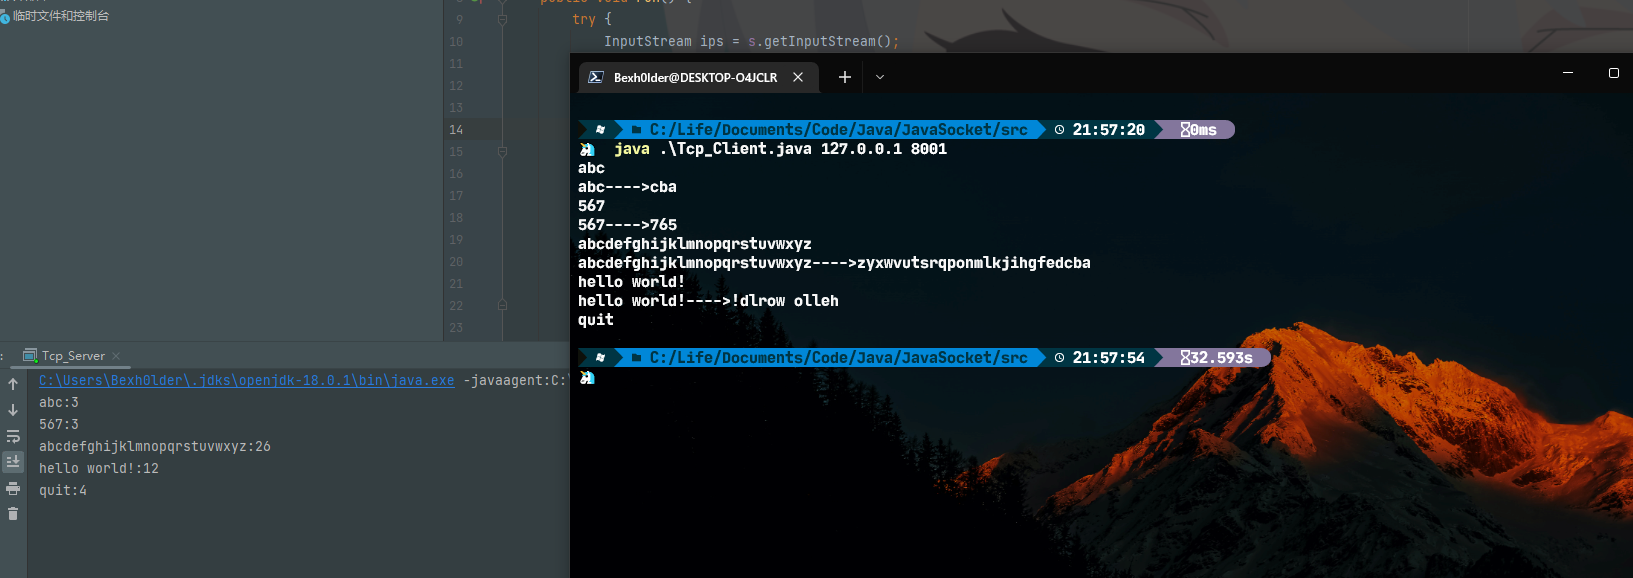 临时文件和控制台
public void run() {
9 try {
10 InputStream ips = s.getInputStream();
11
12
13
14
15
16
17
18
19
20
21
22
23
Bexh0lder@DESKTOP-O4JCLR
C:/Life/Documents/Code/Java/JavaSocket/src 21:57:20 0ms
java .\Tcp_Client.java 127.0.0.1 8001
abc
abc---->cba
567
567---->765
abcdefghijklmnopqrstuvwxyz
abcdefghijklmnopqrstuvwxyz---->zyxwvutsrqponmlkjihgfedcba
hello world!
hello world!---->!dlrow olleh
quit
C:/Life/Documents/Code/Java/JavaSocket/src 21:57:54 32.593s
: Tcp_Server
C:\Users\Bexh0lder\.jdks\openjdk-18.0.1\bin\java.exe -javaagent:C:\
abc:3
567:3
abcdefghijklmnopqrstuvwxyz:26
hello world!:12
quit:4